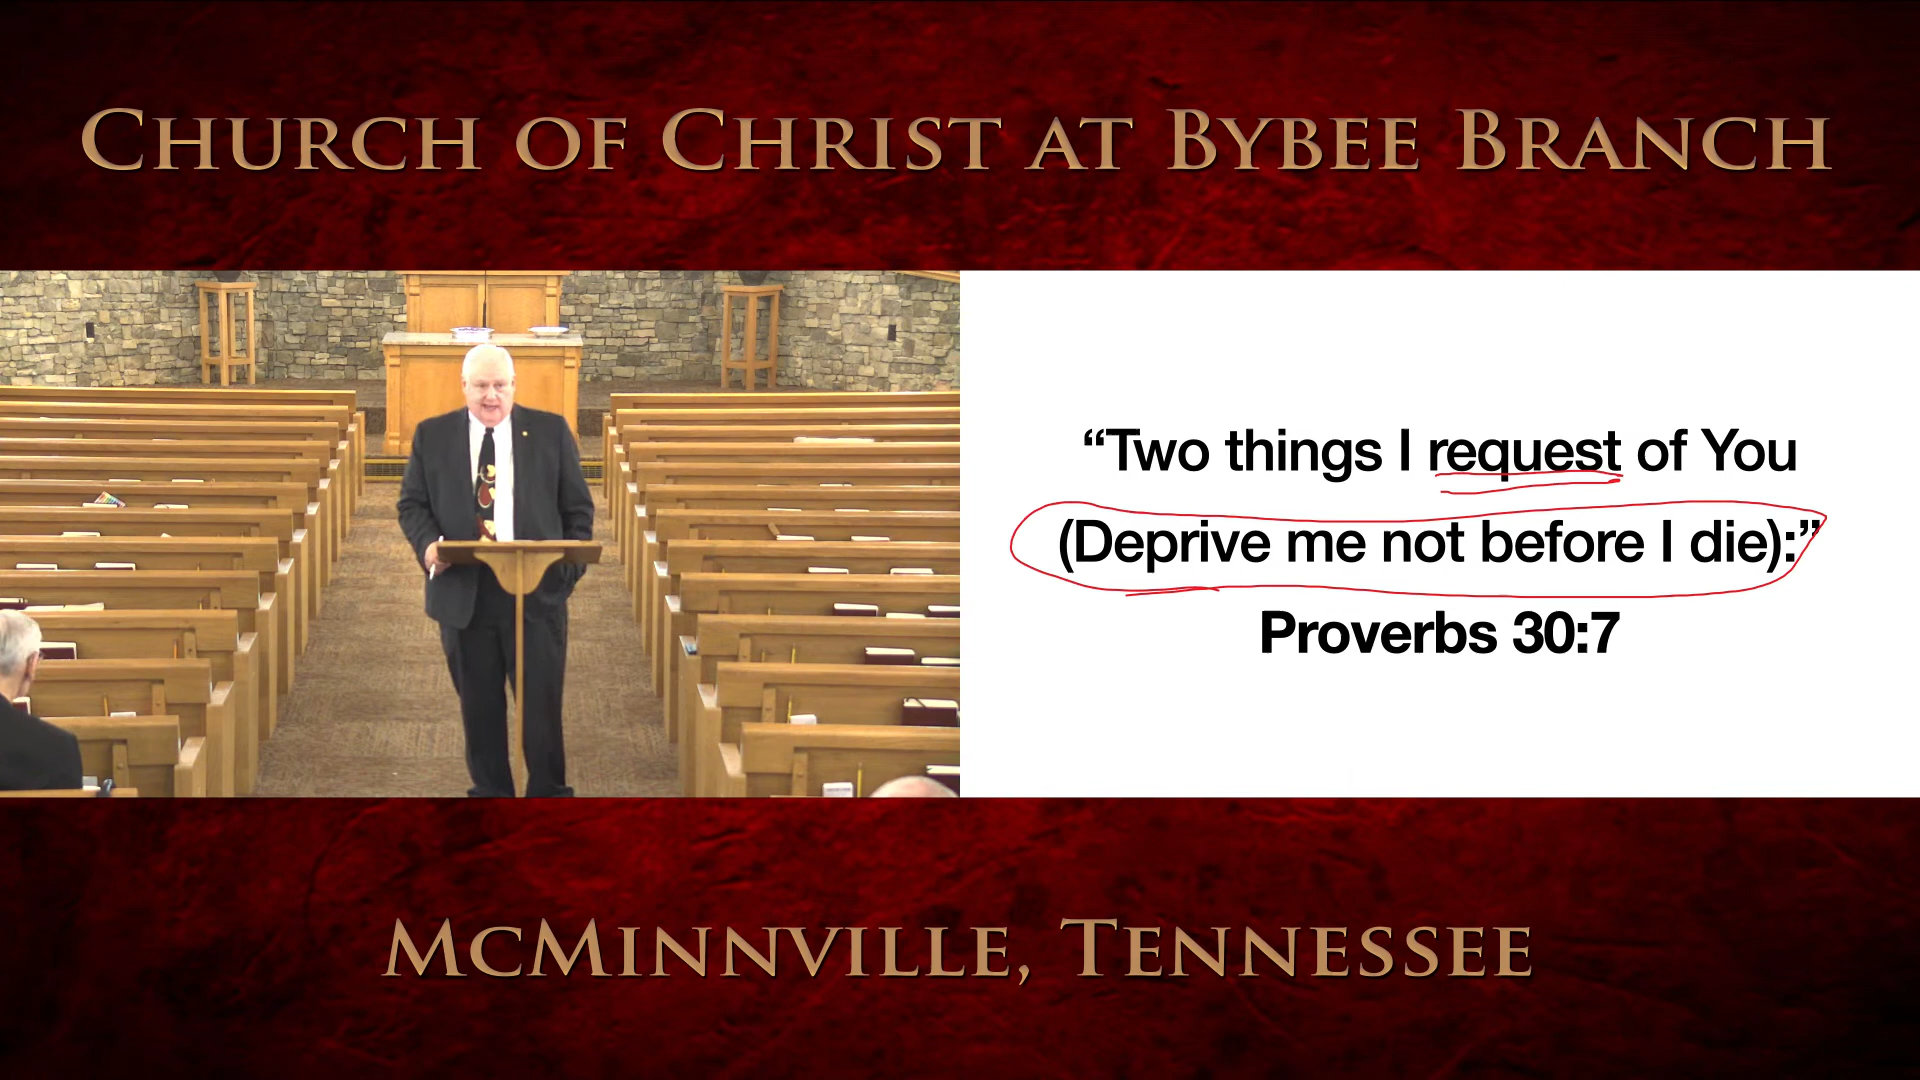 CHURCH OF CHRIST AT BYBEE BRANCH
“Two things I request of You
(Deprive me not before I die):”
Proverbs 30:7
MCMINNVILLE, TENNESSEE